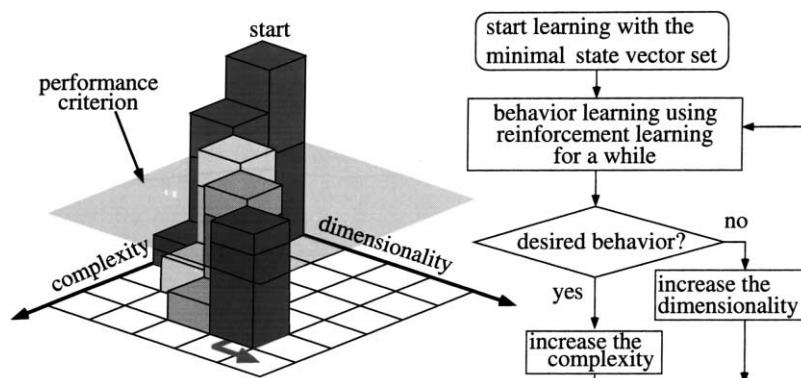 start
performance
criterion
complexity
dimensionality
start learning with the
minimal state vector set
behavior learning using
reinforcement learning
for a while
desired behavior?
no
yes
increase the
dimensionality
increase the
complexity